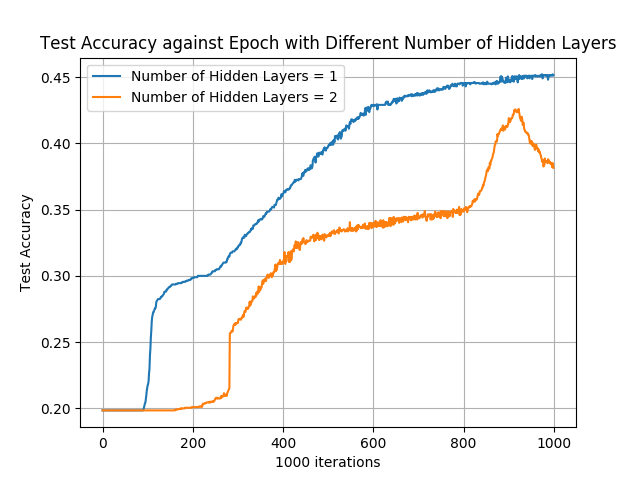 Test Accuracy against Epoch with Different Number of Hidden Layers
Number of Hidden Layers = 1
Number of Hidden Layers = 2
Test Accuracy
0.45
0.40
0.35
0.30
0.25
0.20
0 200 400 600 800 1000
1000 iterations